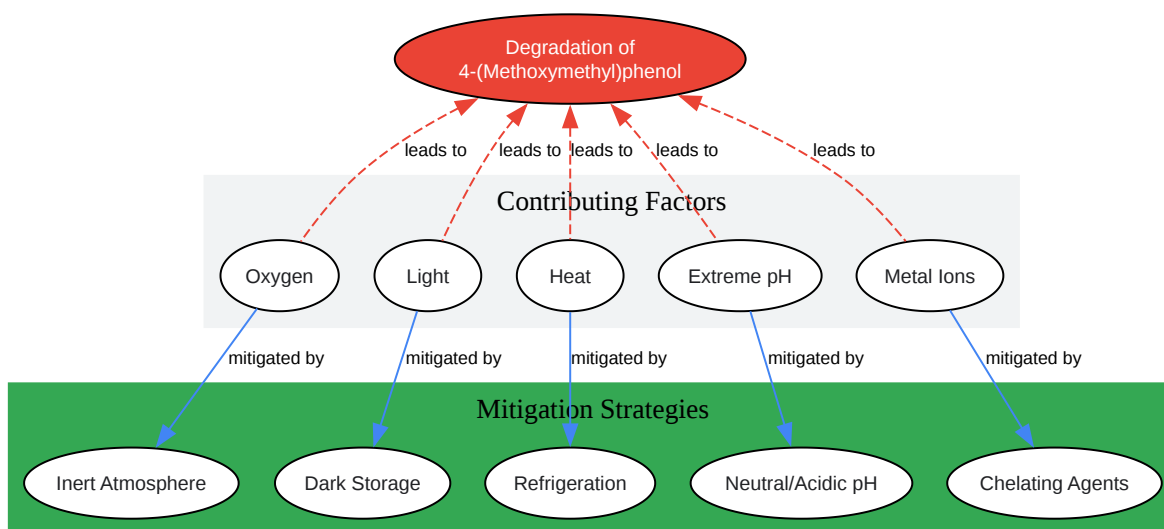 Degradation of
4-(Methoxymethyl)phenol
leads to
leads to
leads to
leads to
leads to
Contributing Factors
Oxygen
Light
Heat
Extreme pH
Metal Ions
mitigated by
mitigated by
mitigated by
mitigated by
mitigated by
Mitigation Strategies
Inert Atmosphere
Dark Storage
Refrigeration
Neutral/Acidic pH
Chelating Agents